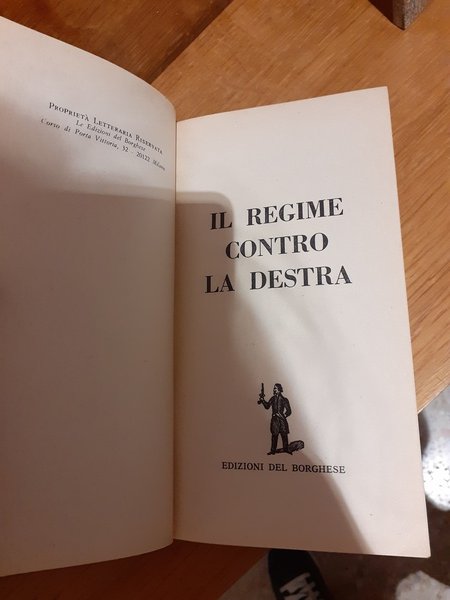 PROPRIETÀ LETTERARIA RISERVATA
Le Edizioni del Borghese
Corso di Porta Vittoria, 32 - 20122 Milano
IL REGIME
CONTRO
LA DESTRA
EDIZIONI DEL BORGHESE